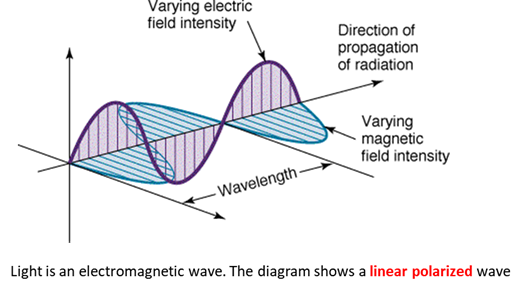 Varying electric
field intensity
Direction of
propagation
of radiation
Varying
magnetic
field intensity
Wavelength
Light is an electromagnetic wave. The diagram shows a linear polarized wave